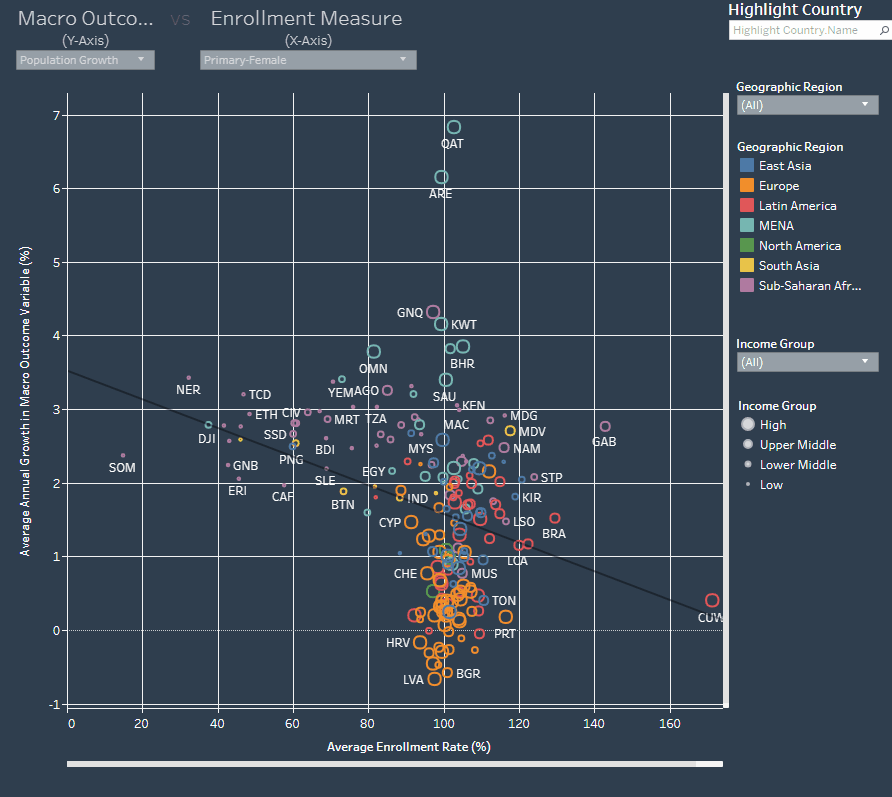 Macro Outco... vs Enrollment Measure
(Y-Axis) (X-Axis)
Population Growth Primary-Female
Highlight Country
Highlight Country.Name
Geographic Region
(All)
Geographic Region
East Asia
Europe
Latin America
MENA
North America
South Asia
Sub-Saharan Afr...
Income Group
(All)
Income Group
High
Upper Middle
Lower Middle
Low
Average Annual Growth in Macro Outcome Variable (%)
7
6
5
4
3
2
1
0
-1
QAT
ARE
GNQ
KWT
BHR
OMN
NER
TCD
YEM
AGO
SAU
KEN
ETH
CIV
MRT
TZA
MAC
MDG
MDV
GAB
DJI
SSD
BDI
MYS
NAM
SOM
GNB
PNG
EGY
STP
ERI
SLE
CAF
BTN
IND
KIR
CYP
LSO
BRA
LCA
CHE
MUS
TON
CUW
HRV
PRT
LVA
BGR
0 20 40 60 80 100 120 140 160
Average Enrollment Rate (%)